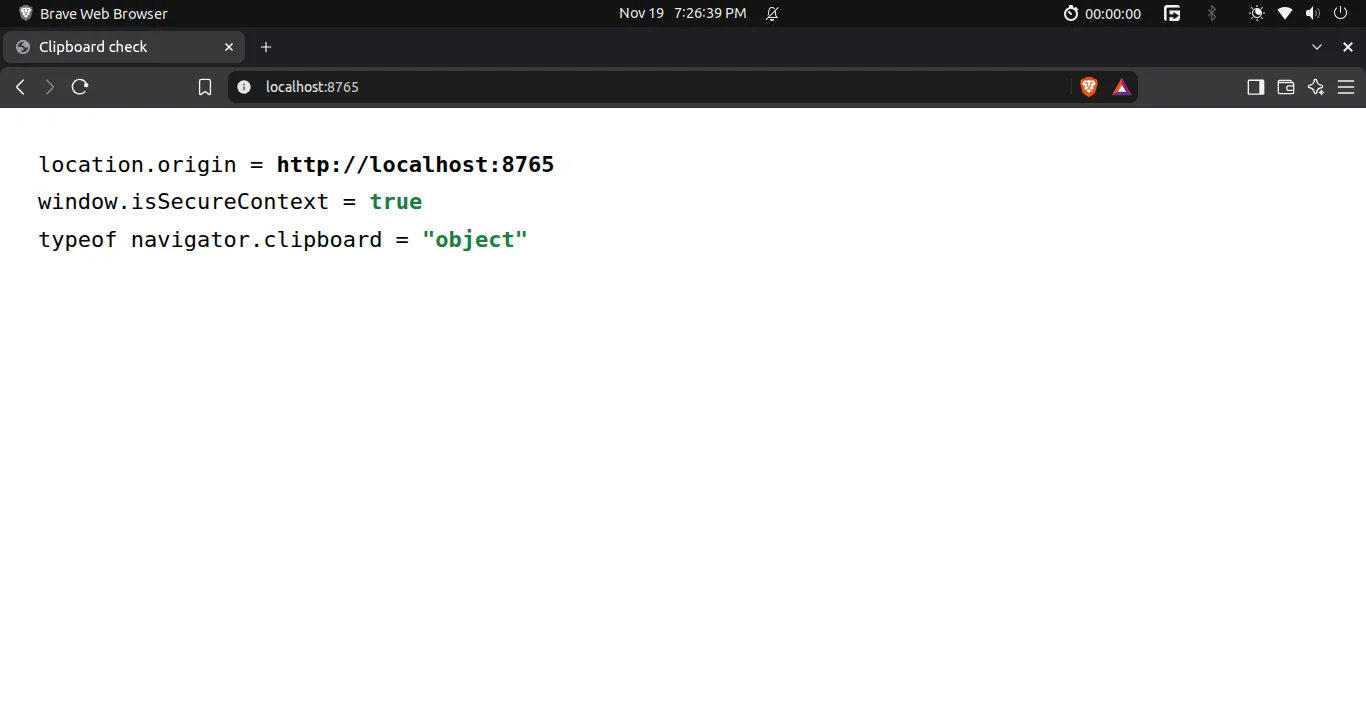 Brave Web Browser
Nov 19 7:26:39 PM
00:00:00
Clipboard check
localhost:8765
location.origin = http://localhost:8765
window.isSecureContext = true
typeof navigator.clipboard = "object"